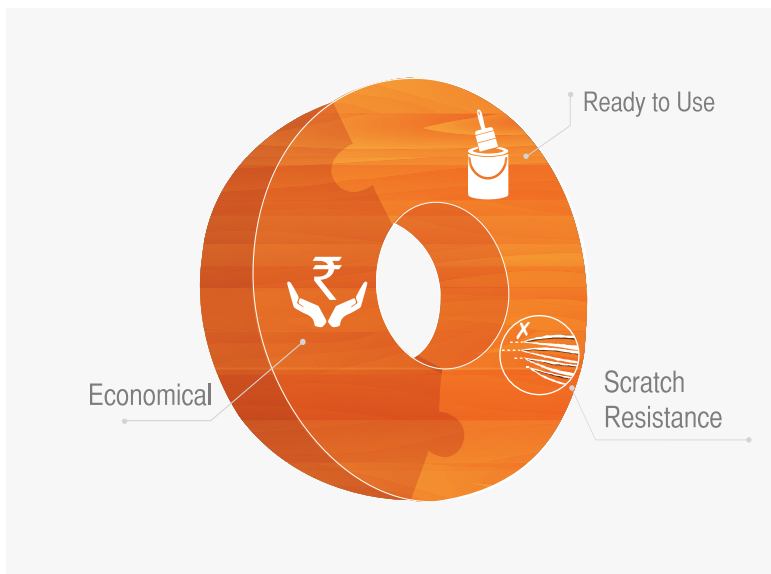 Ready to Use
₹
Economical
Scratch
Resistance